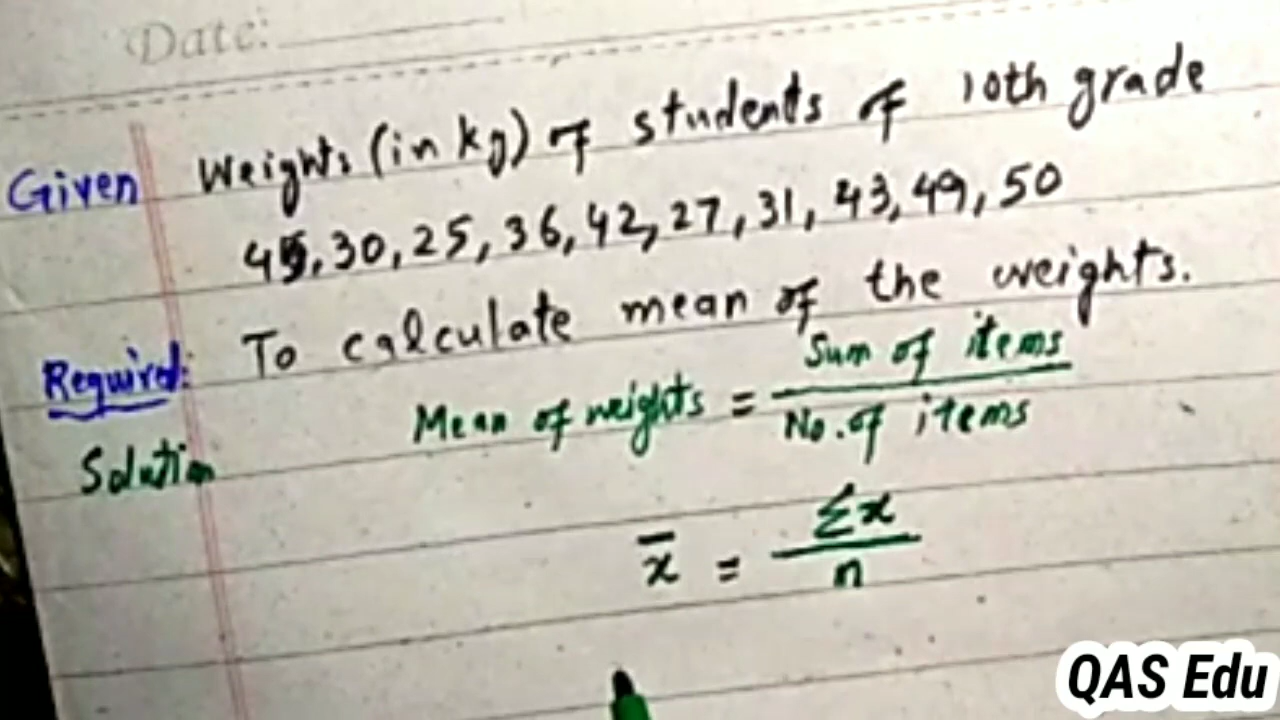 Date:
Given Weights (in kg) of students of 10th grade
45, 30, 25, 36, 42, 27, 31, 43, 49, 50
Required: To calculate mean of the weights.
Solution Mean of weights = Sum of items / No. of items
x̄ = Σx / n
QAS Edu